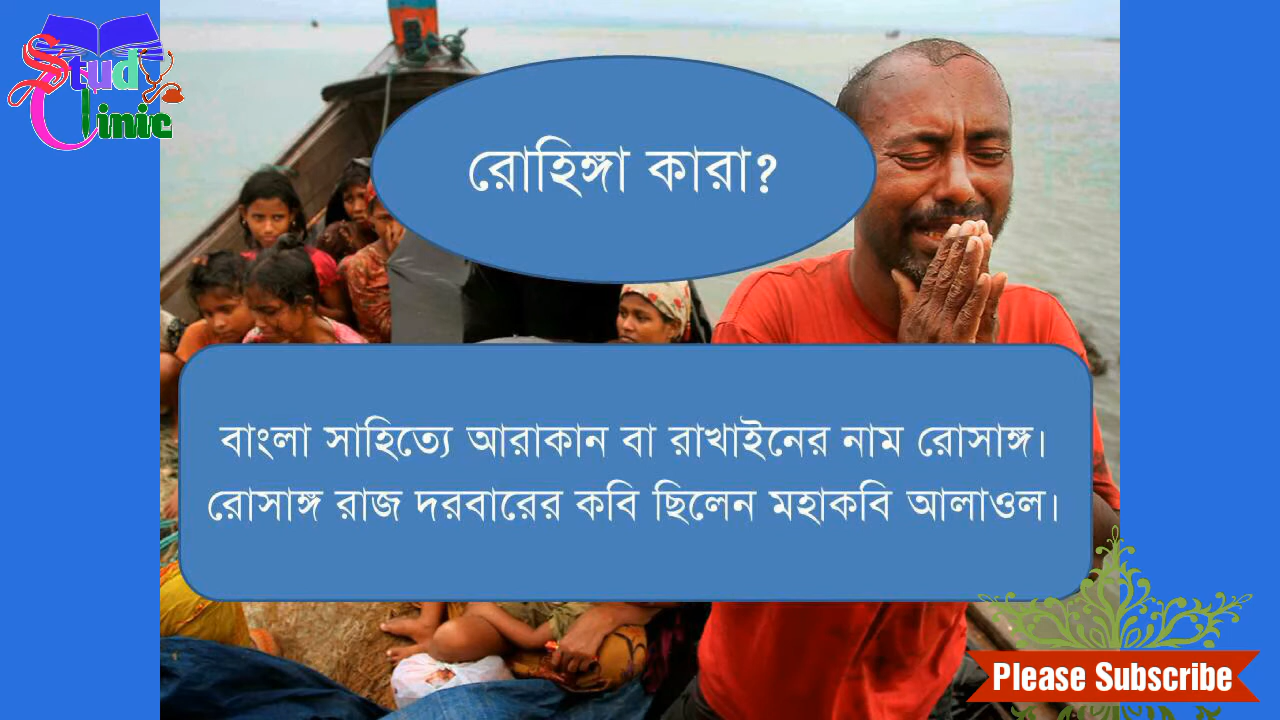 Study
Clinic
রোহিঙ্গা কারা?
বাংলা সাহিত্যে আরাকান বা রাখাইনের নাম রোসাঙ্গ।
রোসাঙ্গ রাজ দরবারের কবি ছিলেন মহাকবি আলাওল।
Please Subscribe